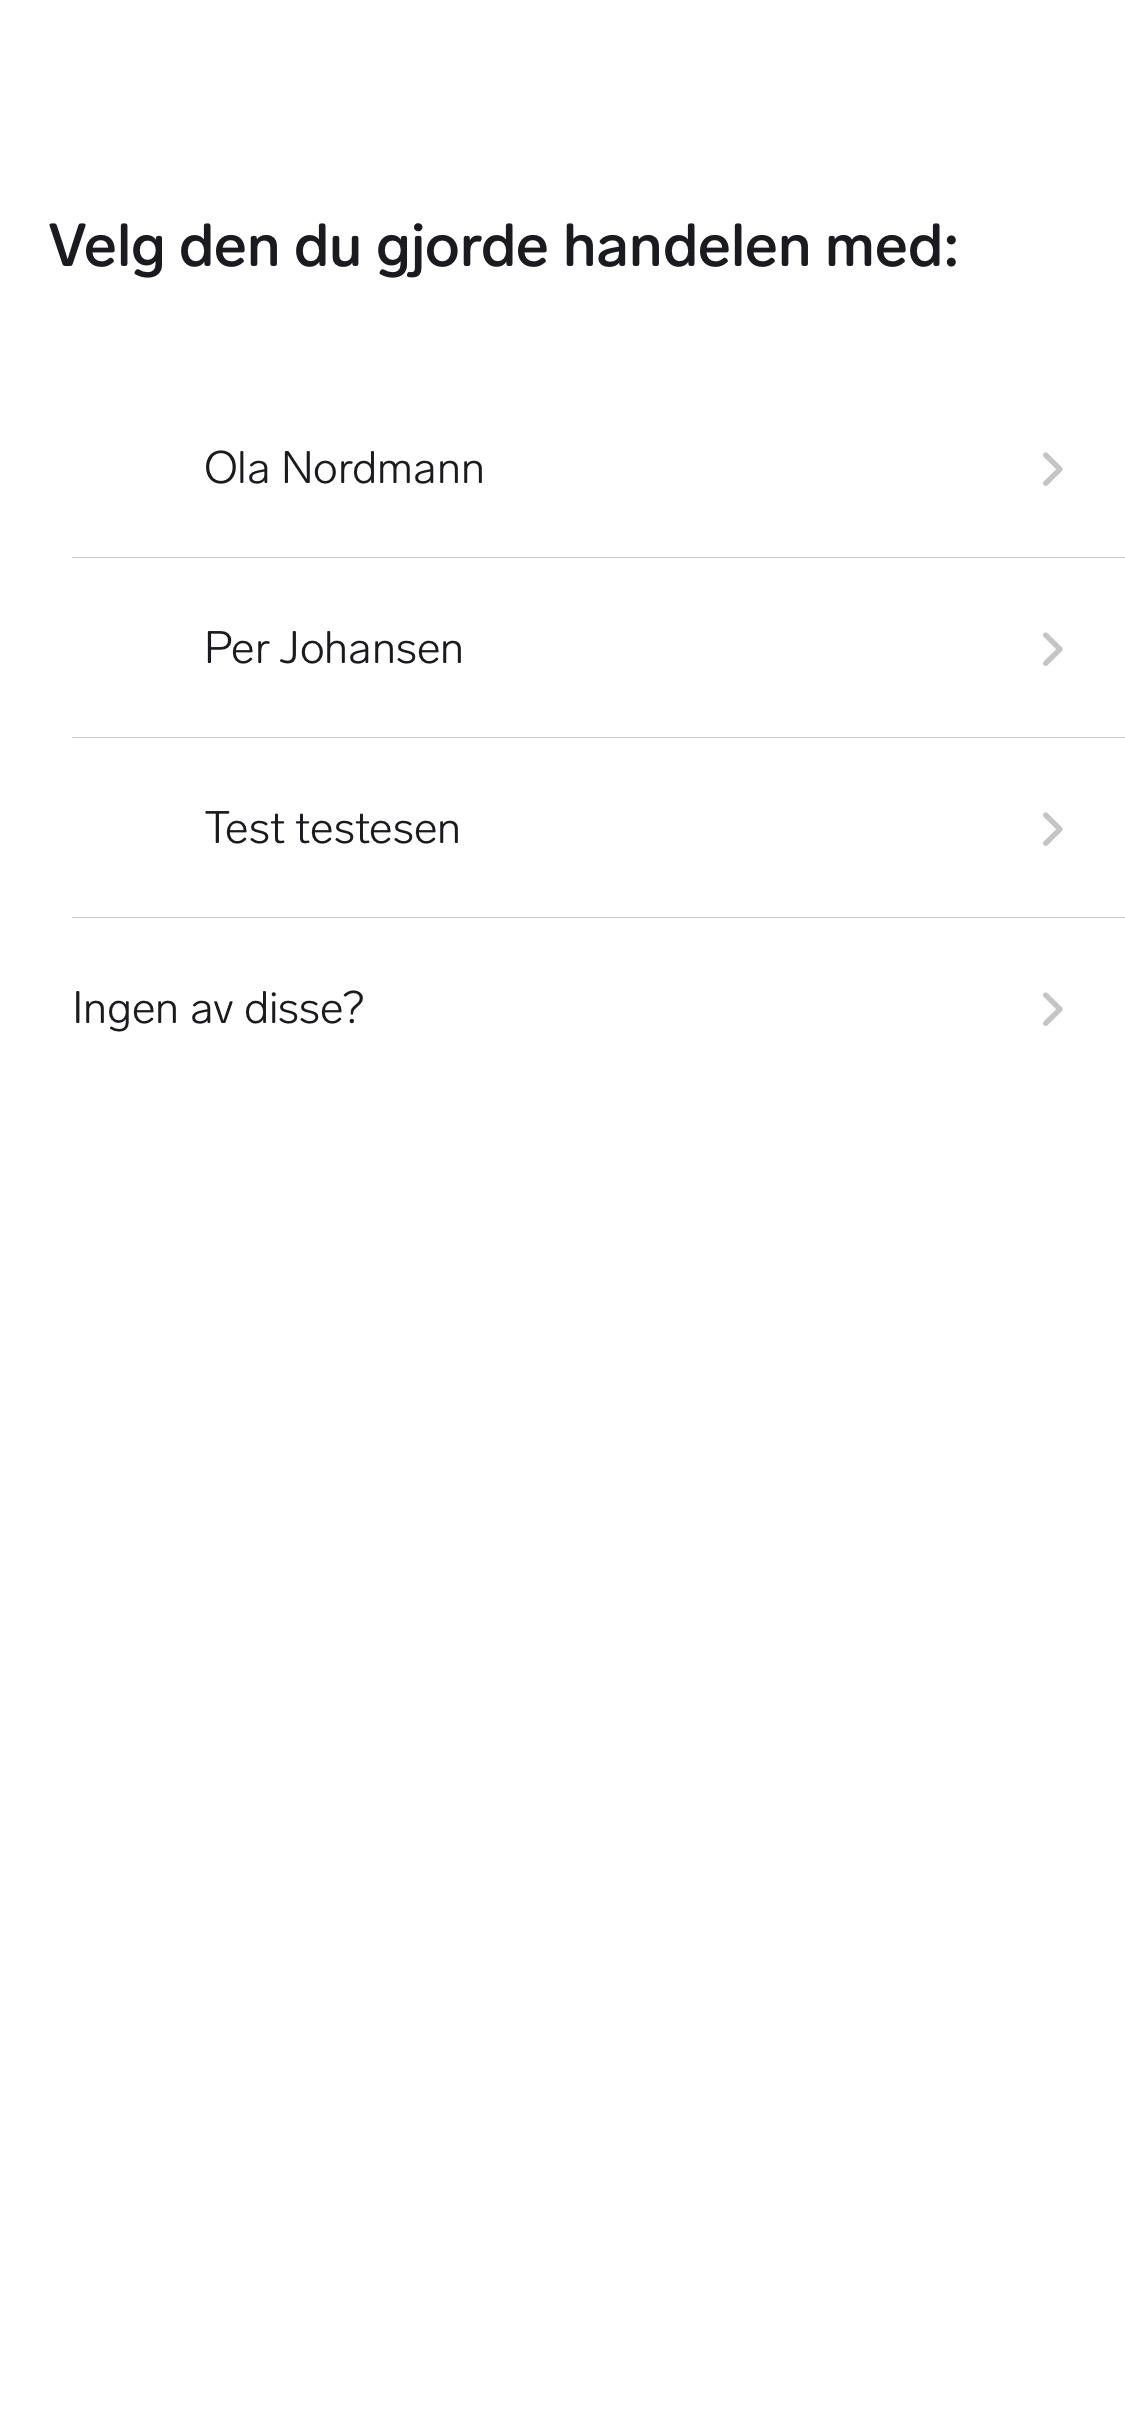 Velg den du gjorde handelen med:
Ola Nordmann
Per Johansen
Test testesen
Ingen av disse?